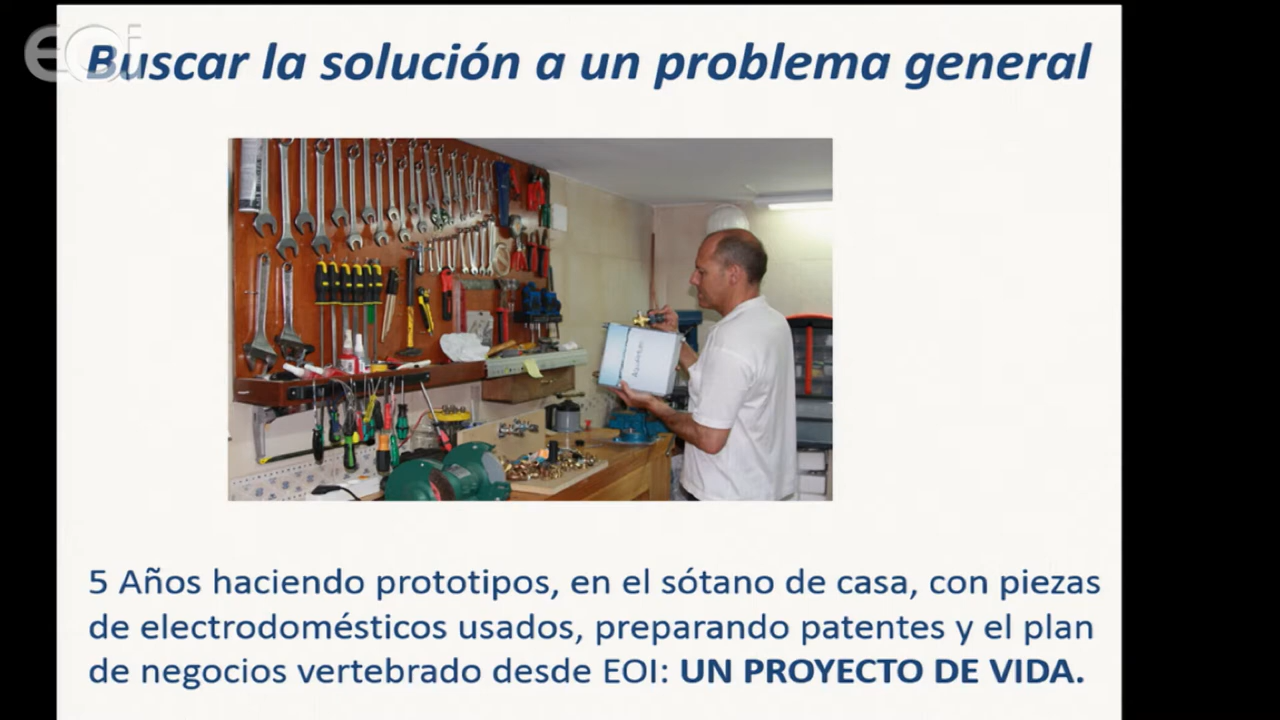 EOi
Buscar la solución a un problema general
5 Años haciendo prototipos, en el sótano de casa, con piezas
de electrodomésticos usados, preparando patentes y el plan
de negocios vertebrado desde EOI: UN PROYECTO DE VIDA.